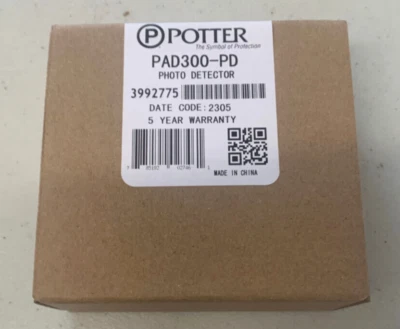 P POTTER
The Symbol of Protection
PAD300-PD
PHOTO DETECTOR
3992775
DATE CODE:2305
5 YEAR WARRANTY
MADE IN CHINA